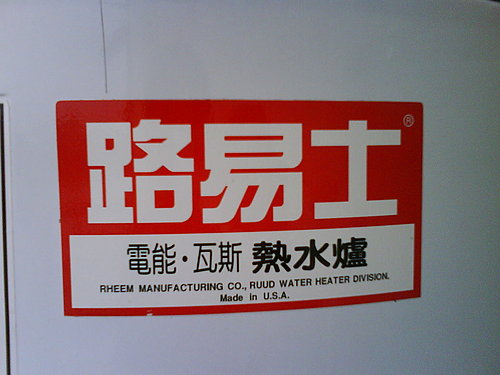 路易士®
電能·瓦斯 熱水爐
RHEEM MANUFACTURING CO., RUUD WATER HEATER DIVISION.
Made in U.S.A.